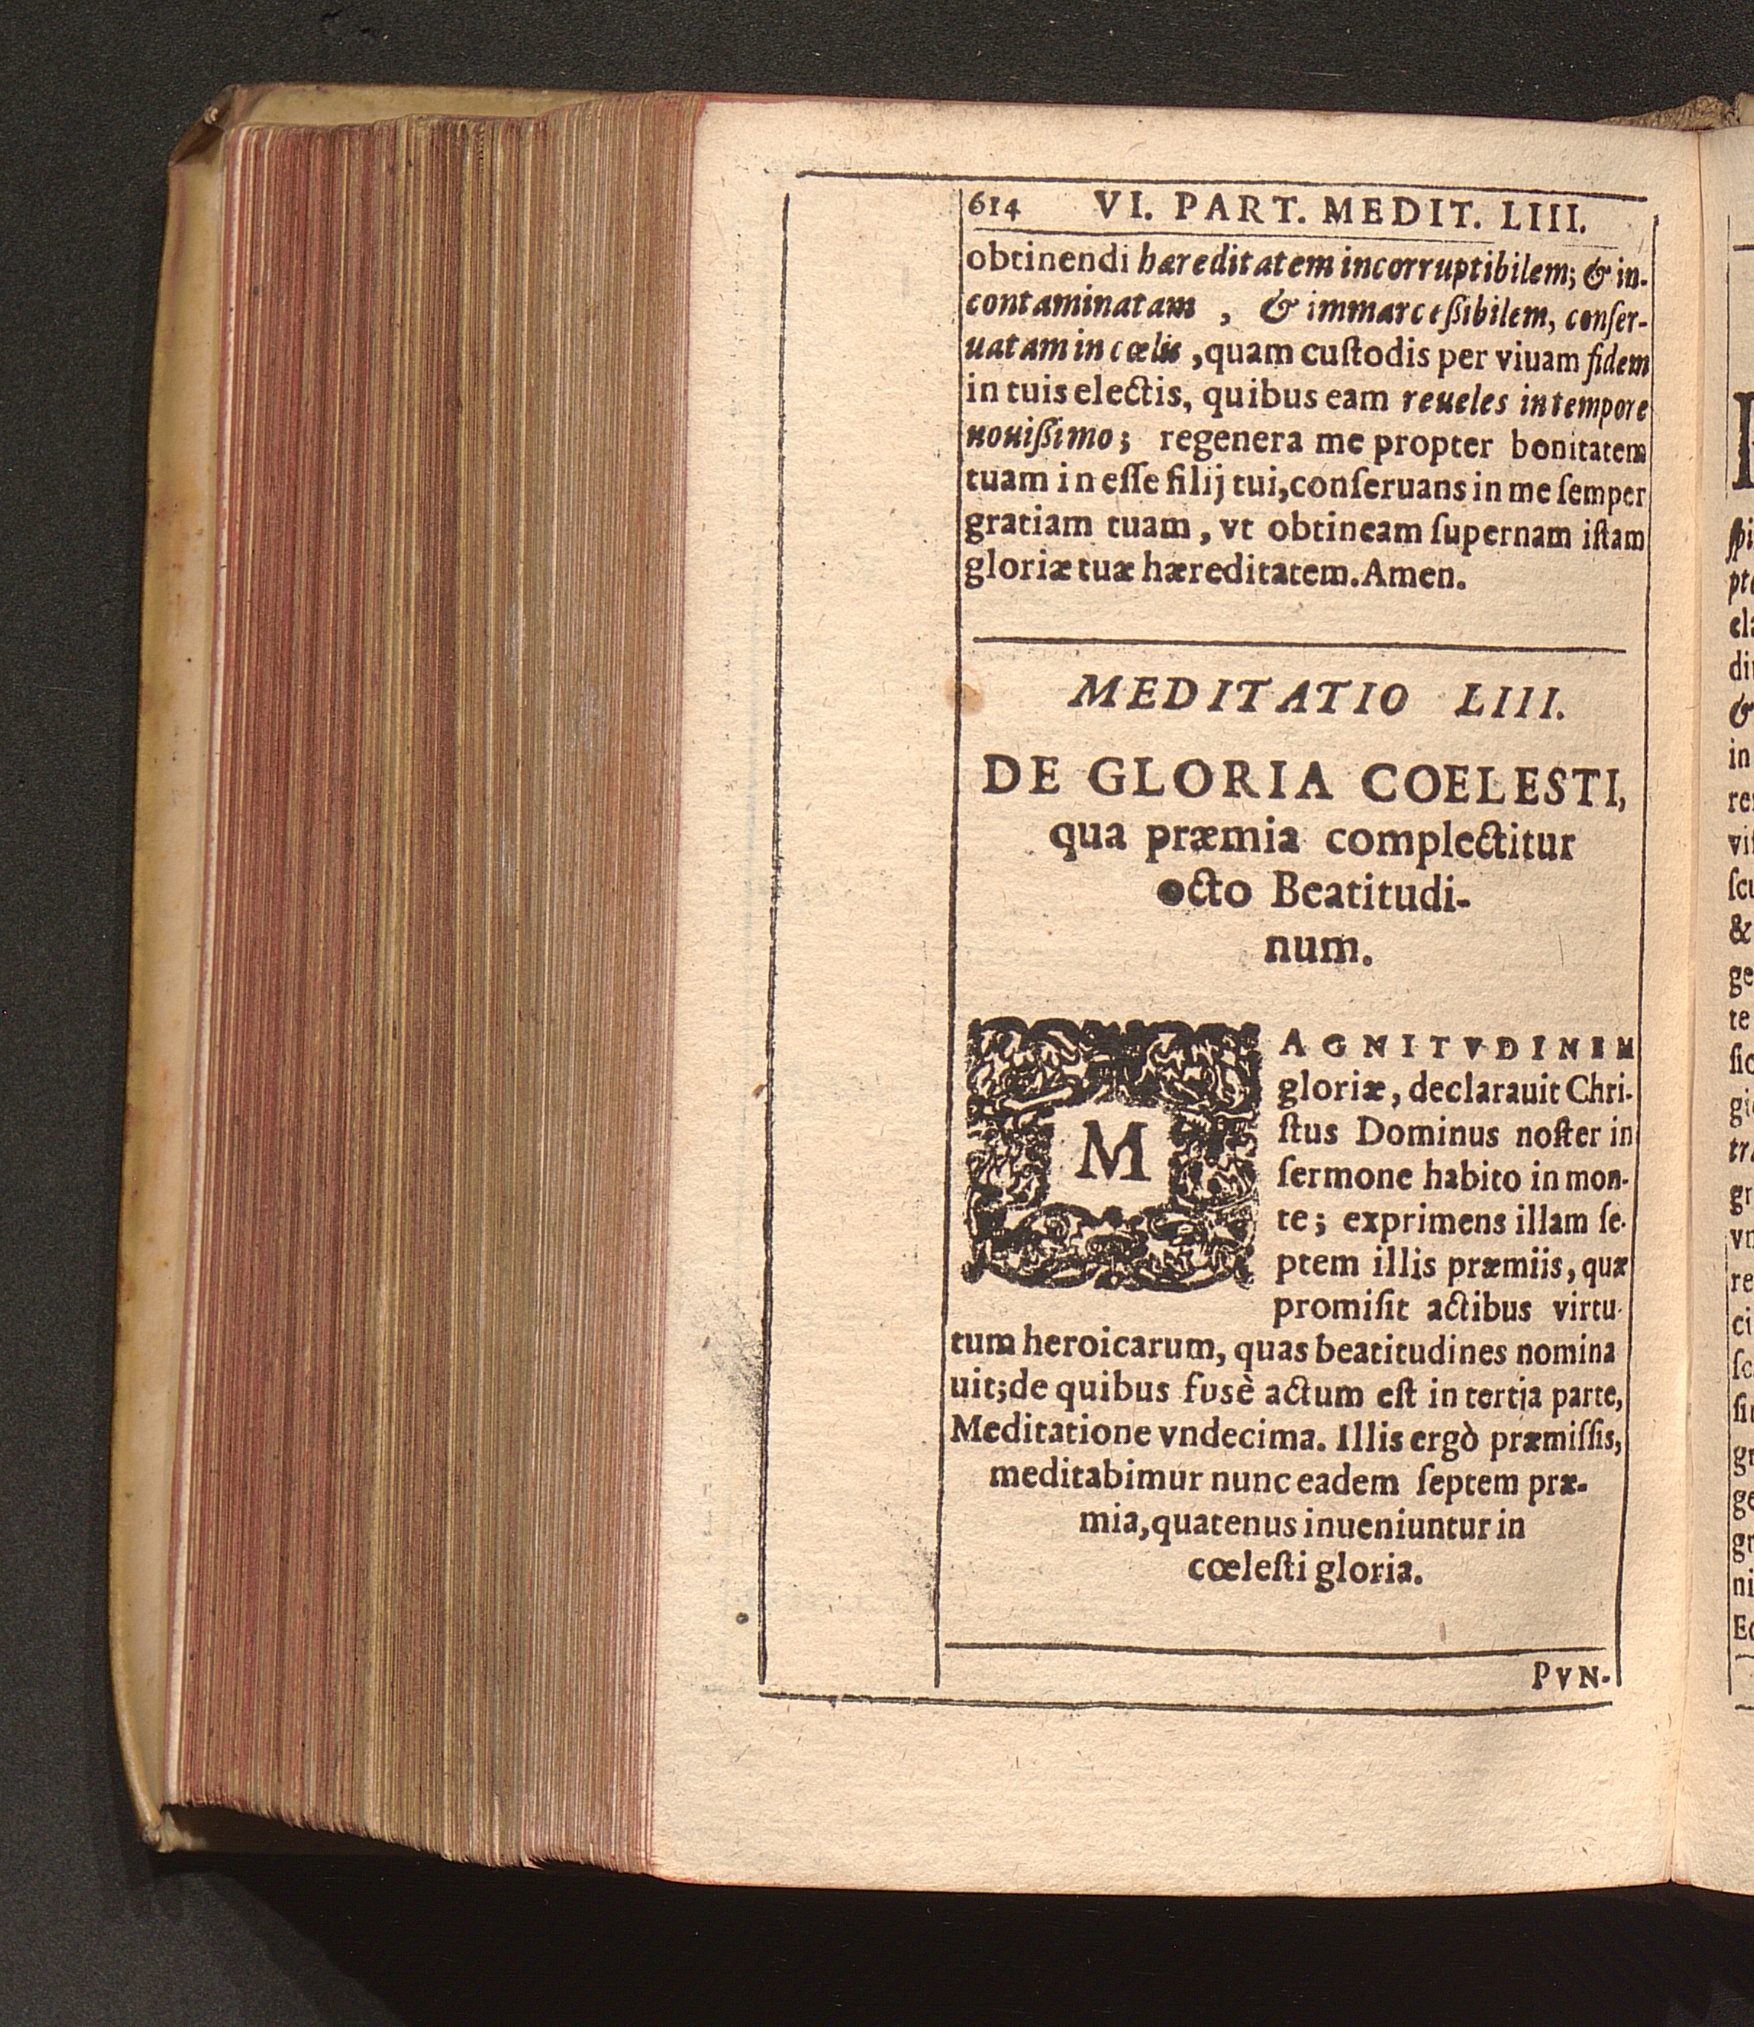 614 VI. PART. MEDIT. LIII.
obtinendi hæreditatem incorruptibilem; & in-
contaminatam , & immarceßibilem, conſer-
uatam in cœlis , quam cuſtodis per viuam fidem
in tuis electis, quibus eam reueles in tempore
nouißimo; regenera me propter bonitatem
tuam in eſſe filij tui, conſeruans in me ſemper
gratiam tuam , vt obtineam ſupernam iſtam
gloriæ tuæ hæreditatem. Amen.
MEDITATIO LIII.
DE GLORIA COELESTI,
qua præmia complectitur
octo Beatitudi-
num.
MAGNITVDINEM
gloriæ, declarauit Chri-
ſtus Dominus noſter in
ſermone habito in mon-
te; exprimens illam ſe-
ptem illis præmiis, quæ
promiſit actibus virtu-
tum heroicarum, quas beatitudines nomina
uit; de quibus fusè actum eſt in tertia parte,
Meditatione vndecima. Illis ergò præmiſſis,
meditabimur nunc eadem ſeptem præ-
mia, quatenus inueniuntur in
cœleſti gloria.
PVN-